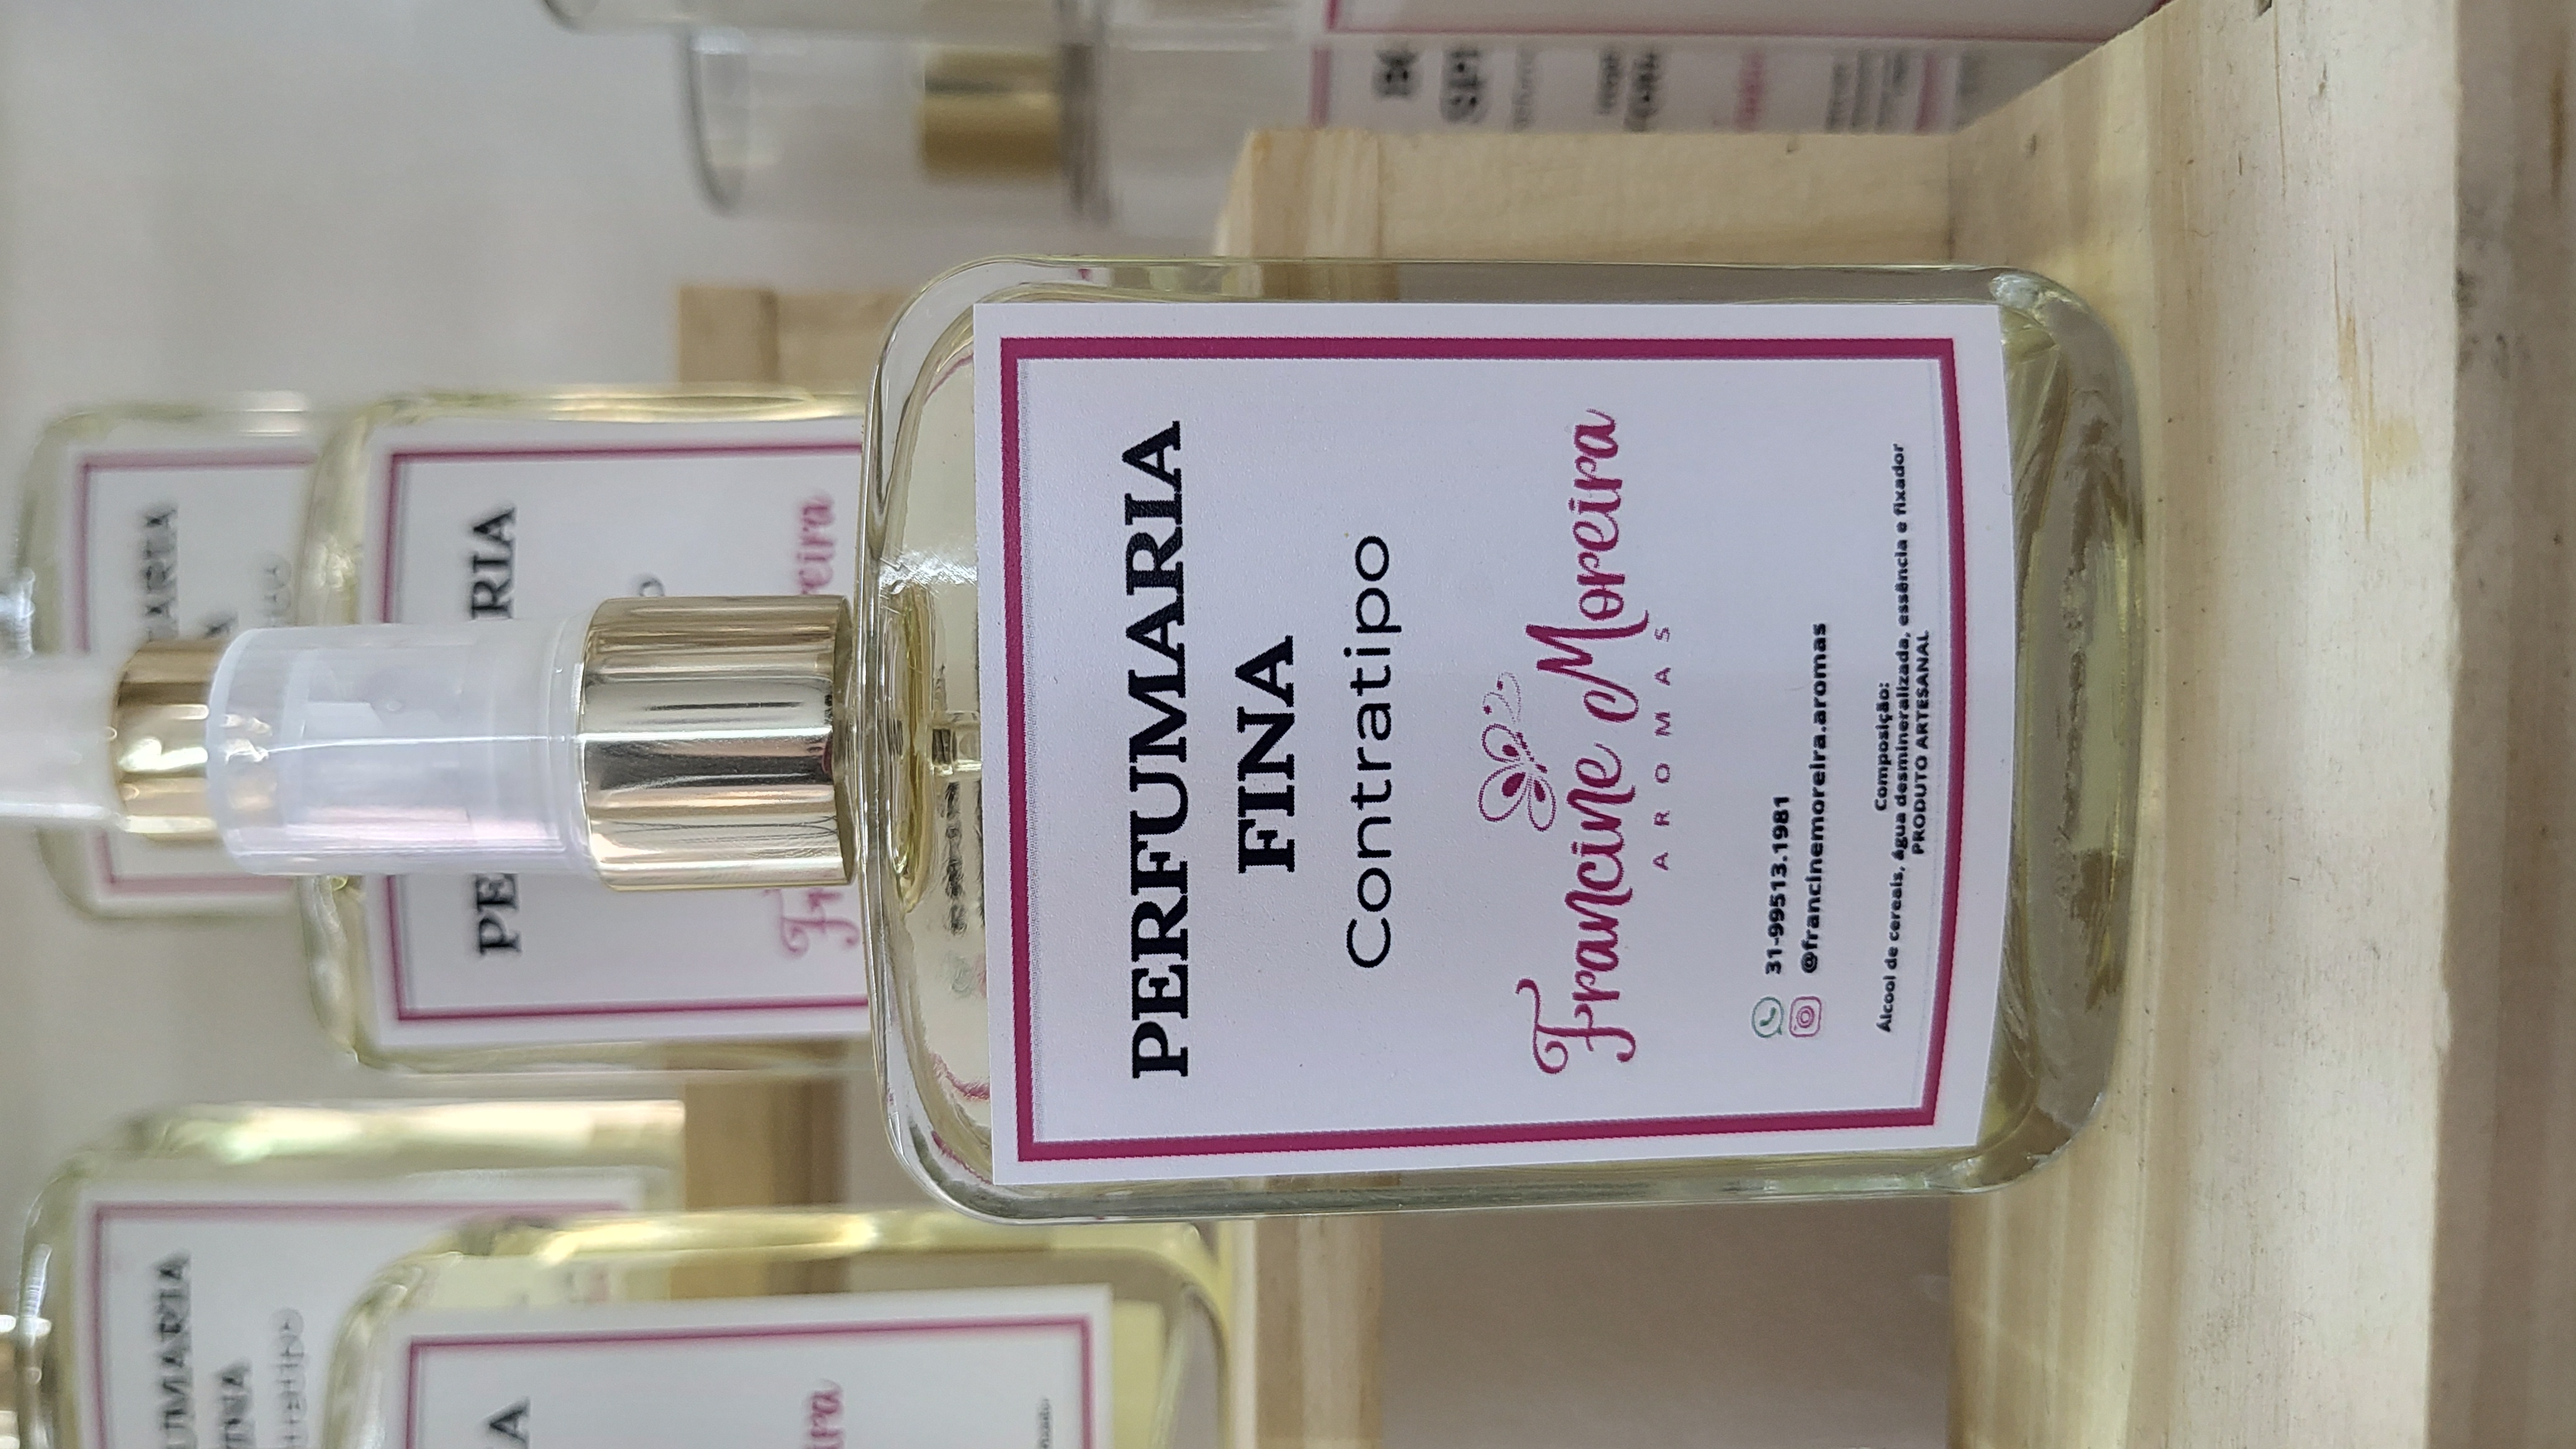 PERFUMARIA
FINA
Contratipo
Francine Moreira
AROMAS
31-99513.1981
@francinemoreira.aromas
Composição:
Álcool de cereais, água desmineralizada, essência e fixador
PRODUTO ARTESANAL